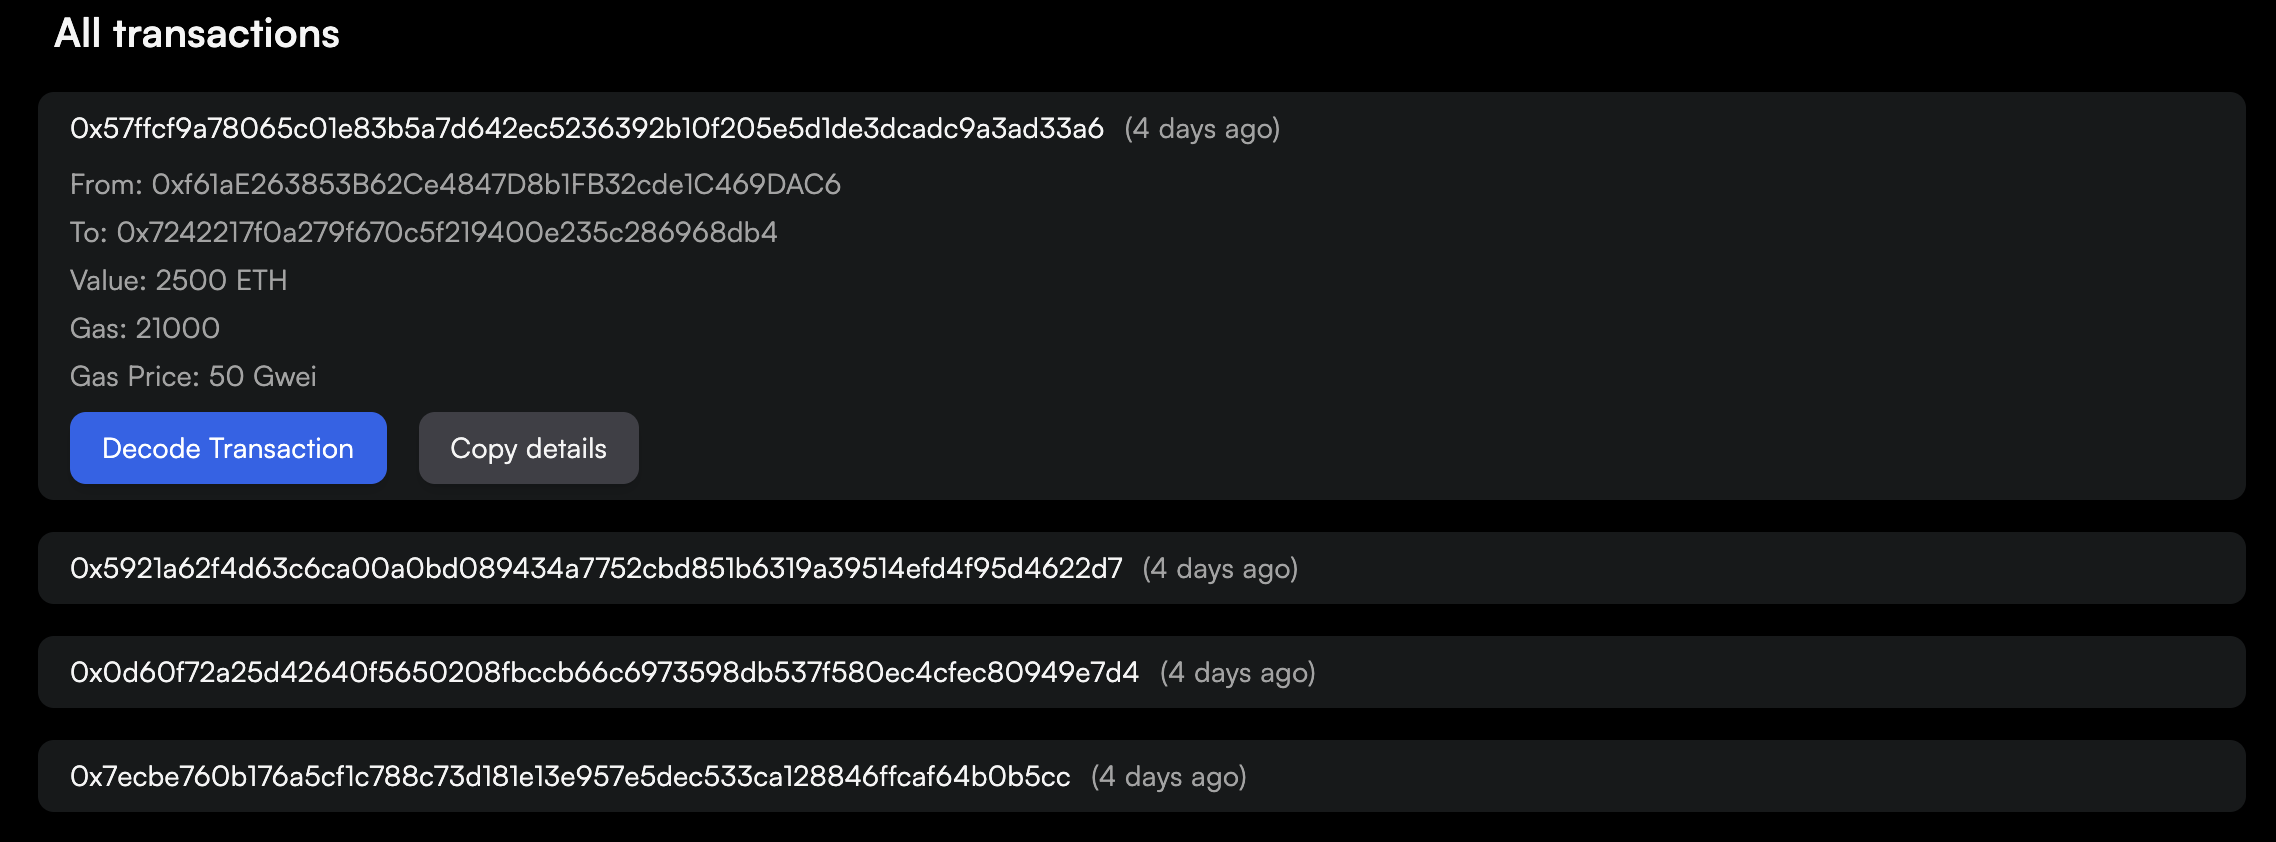 All transactions
0x57ffcf9a78065c01e83b5a7d642ec5236392b10f205e5d1de3dcadc9a3ad33a6 (4 days ago)
From: 0xf61aE263853B62Ce4847D8b1FB32cde1C469DAC6
To: 0x7242217f0a279f670c5f219400e235c286968db4
Value: 2500 ETH
Gas: 21000
Gas Price: 50 Gwei
Decode Transaction Copy details
0x5921a62f4d63c6ca00a0bd089434a7752cbd851b6319a39514efd4f95d4622d7 (4 days ago)
0x0d60f72a25d42640f5650208fbccb66c6973598db537f580ec4cfec80949e7d4 (4 days ago)
0x7ecbe760b176a5cf1c788c73d181e13e957e5dec533ca128846ffcaf64b0b5cc (4 days ago)